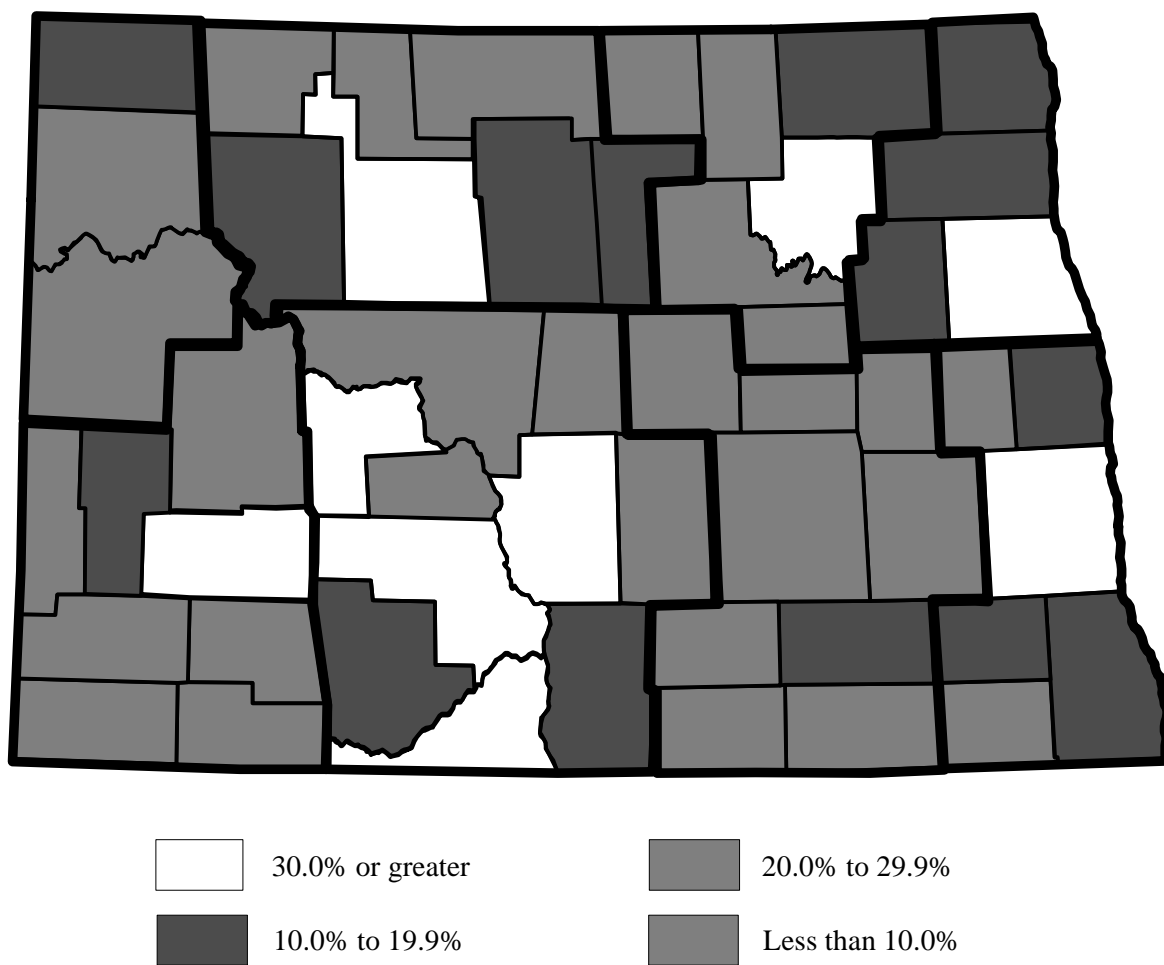 30.0% or greater
20.0% to 29.9%
10.0% to 19.9%
Less than 10.0%